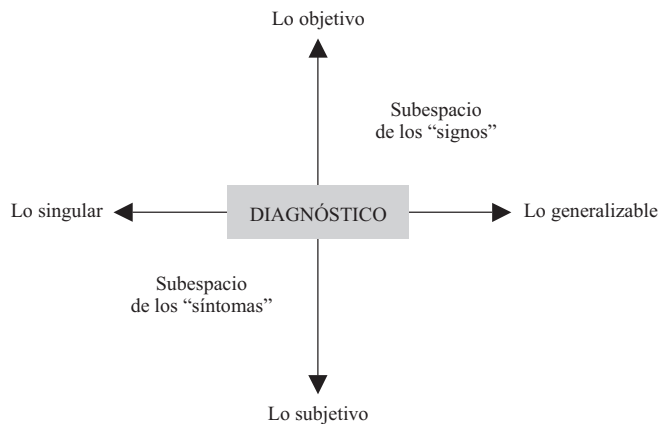 Lo objetivo
Subespacio
de los “signos”
Lo singular
DIAGNÓSTICO
Lo generalizable
Subespacio
de los “síntomas”
Lo subjetivo